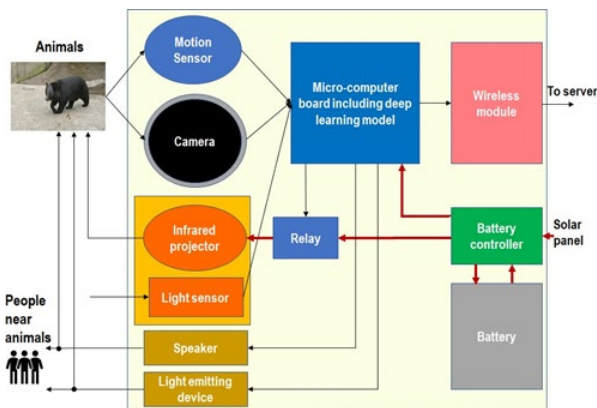 Animals
Motion
Sensor
Camera
Micro-computer
board including deep
learning model
Wireless
module
To server
Infrared
projector
Relay
Battery
controller
Solar
panel
Light sensor
Battery
People
near
animals
Speaker
Light emitting
device